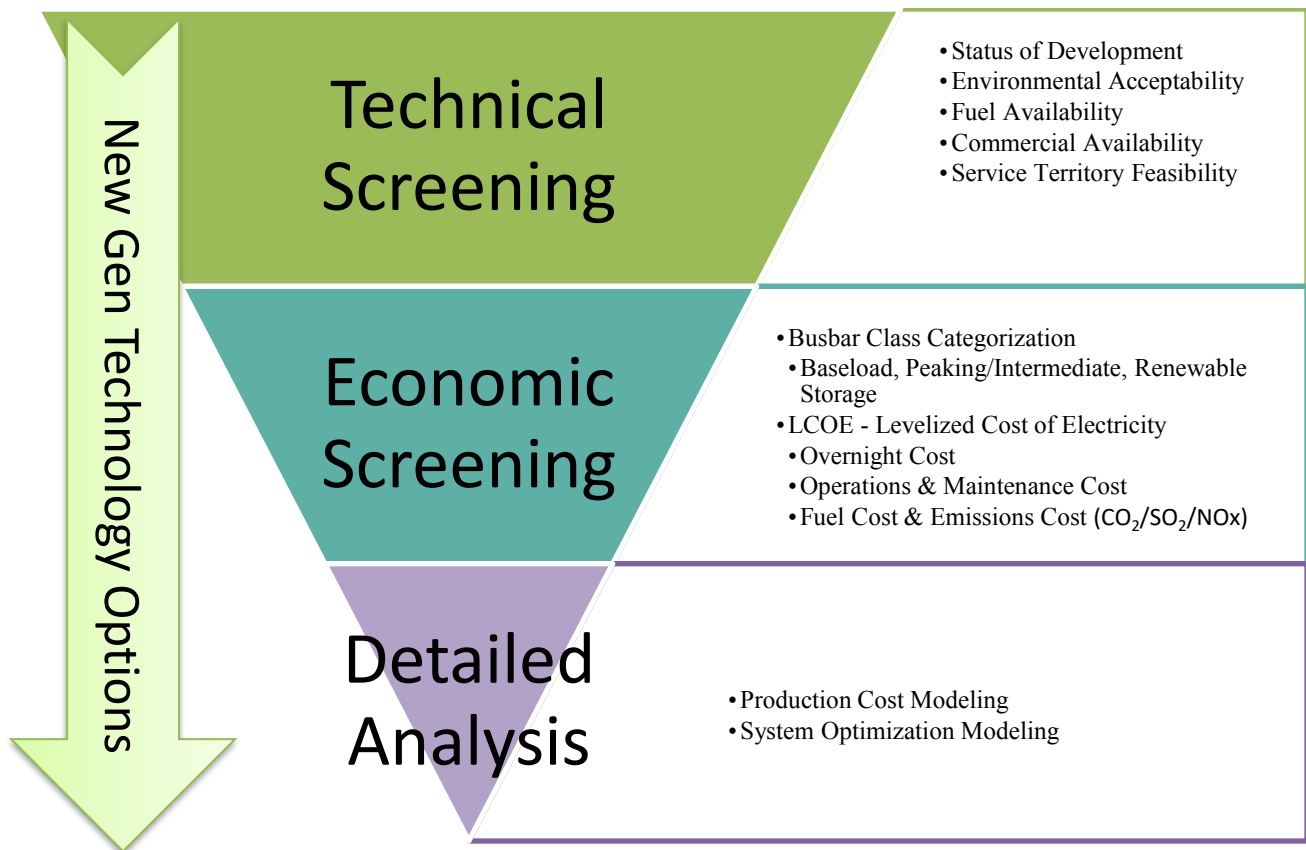 New Gen Technology Options
Technical
Screening
•Status of Development
•Environmental Acceptability
•Fuel Availability
•Commercial Availability
•Service Territory Feasibility
Economic
Screening
•Busbar Class Categorization
•Baseload, Peaking/Intermediate, Renewable
Storage
•LCOE - Levelized Cost of Electricity
•Overnight Cost
•Operations & Maintenance Cost
•Fuel Cost & Emissions Cost (CO₂/SO₂/NOx)
Detailed
Analysis
•Production Cost Modeling
•System Optimization Modeling